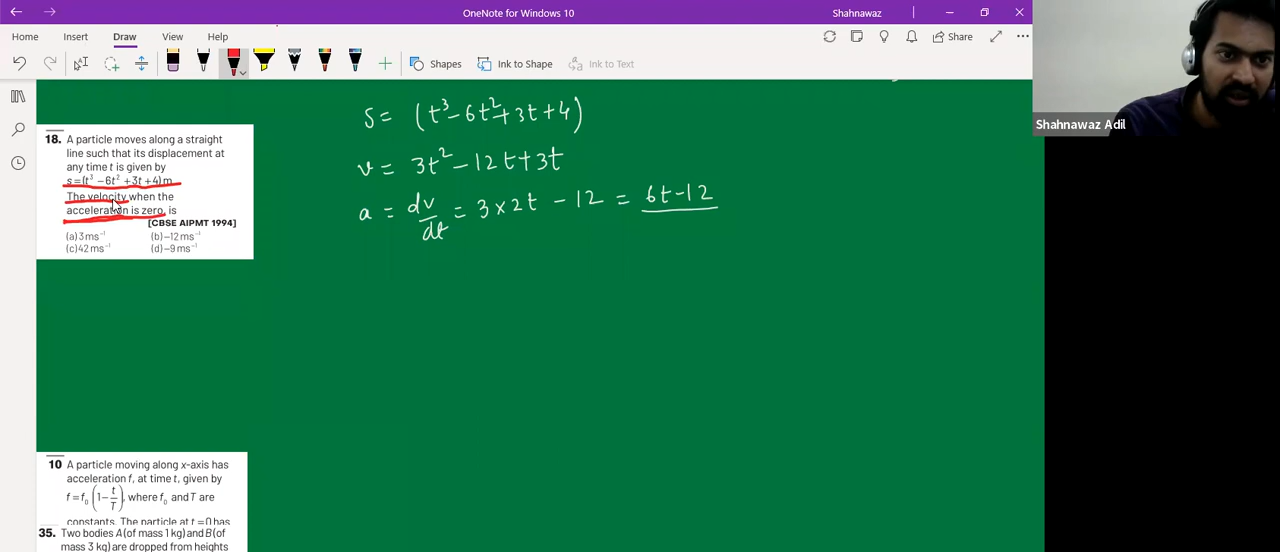 OneNote for Windows 10
Shahnawaz
Home Insert Draw View Help
Share
Shapes Ink to Shape Ink to Text
18. A particle moves along a straight
line such that its displacement at
any time t is given by
s=(t³ -6t² +3t+4)m
The velocity when the
acceleration is zero, is
[CBSE AIPMT 1994]
(a) 3 ms⁻¹ (b) -12 ms⁻¹
(c) 42 ms⁻¹ (d) -9 ms⁻¹
s = (t³-6t²+3t+4)
v = 3t²-12t+3t
a = dv/dt = 3×2t - 12 = 6t-12
Shahnawaz Adil
10 A particle moving along x-axis has
acceleration f, at time t, given by
f=f₀(1-t/T), where f₀ and T are
constants. The particle at t=0 has
35. Two bodies A (of mass 1 kg) and B (of
mass 3 kg) are dropped from heights